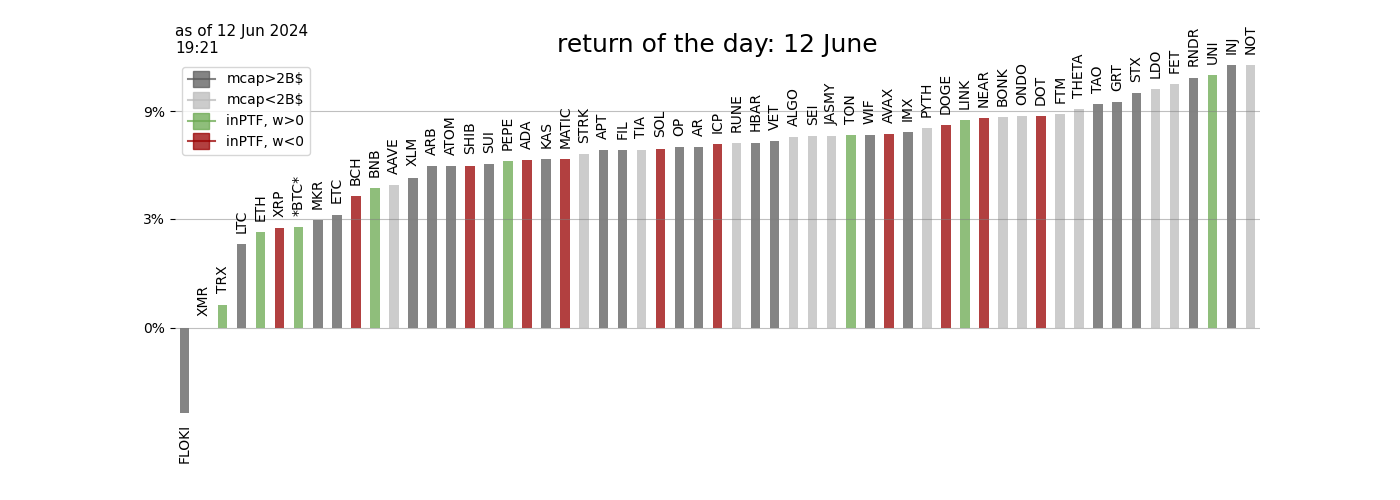 as of 12 Jun 2024
19:21
return of the day: 12 June
mcap>2B$
mcap<2B$
inPTF, w>0
inPTF, w<0
9%
3%
0%
FLOKI
XMR
TRX
LTC
ETH
XRP
*BTC*
MKR
ETC
BCH
BNB
AAVE
XLM
ARB
ATOM
SHIB
SUI
PEPE
ADA
KAS
MATIC
STRK
APT
FIL
TIA
SOL
OP
AR
ICP
RUNE
HBAR
VET
ALGO
SEI
JASMY
TON
WIF
AVAX
IMX
PYTH
DOGE
LINK
NEAR
BONK
ONDO
DOT
FTM
THETA
TAO
GRT
STX
LDO
FET
RNDR
UNI
INJ
NOT